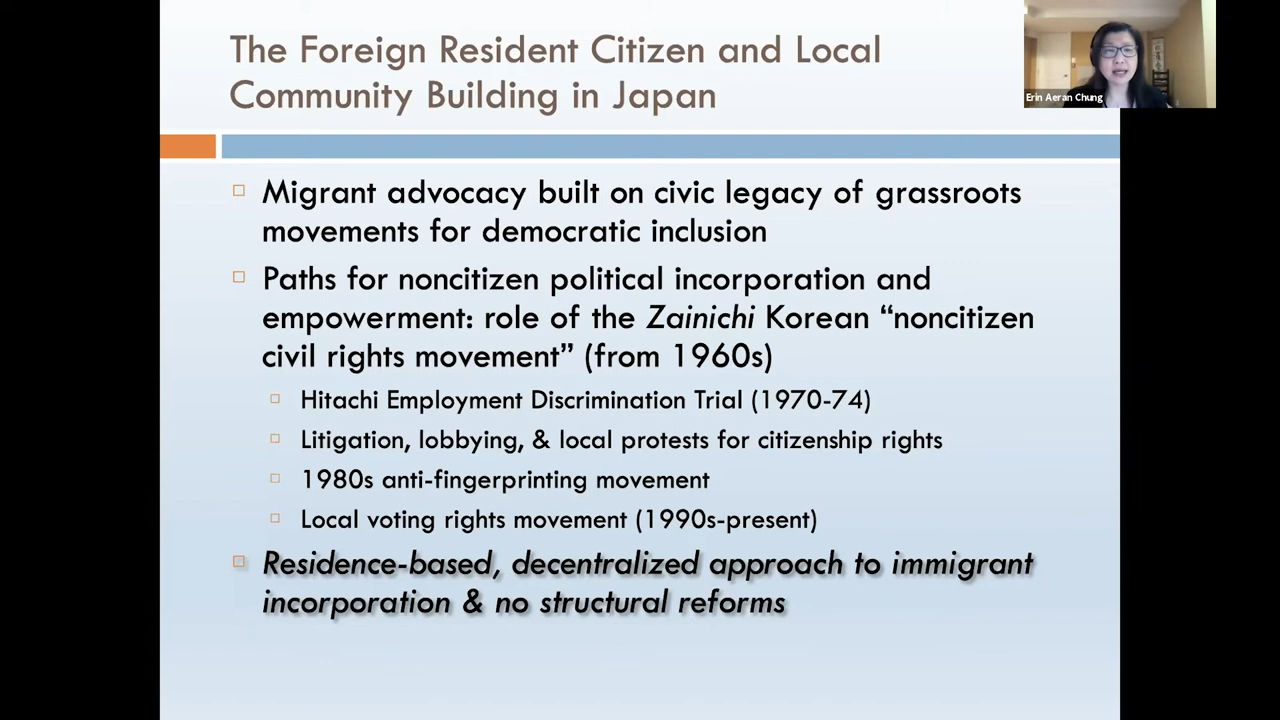 The Foreign Resident Citizen and Local
Community Building in Japan
Erin Aeran Chung
Migrant advocacy built on civic legacy of grassroots
movements for democratic inclusion
Paths for noncitizen political incorporation and
empowerment: role of the Zainichi Korean “noncitizen
civil rights movement” (from 1960s)
Hitachi Employment Discrimination Trial (1970-74)
Litigation, lobbying, & local protests for citizenship rights
1980s anti-fingerprinting movement
Local voting rights movement (1990s-present)
Residence-based, decentralized approach to immigrant
incorporation & no structural reforms